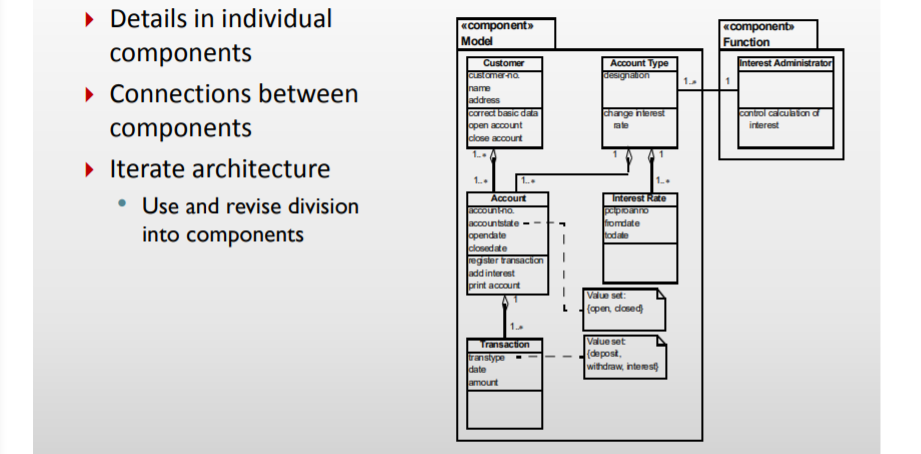 Details in individual
components
Connections between
components
Iterate architecture
Use and revise division
into components
«component»
Model
Customer
customer-no.
name
address
correct basic data
open account
close account
Account Type
designation
change interest
rate
1..*
1
«component»
Function
Interest Administrator
control calculation of
interest
1..*
1..*
1
1..*
1
1..*
Account
account-no.
accountstate
opendate
closedate
register transaction
add interest
print account
Interest Rate
pctproanno
fromdate
todate
Value set:
{open, closed}
1
1..*
Transaction
transtype
date
amount
Value set:
{deposit,
withdraw, interest}